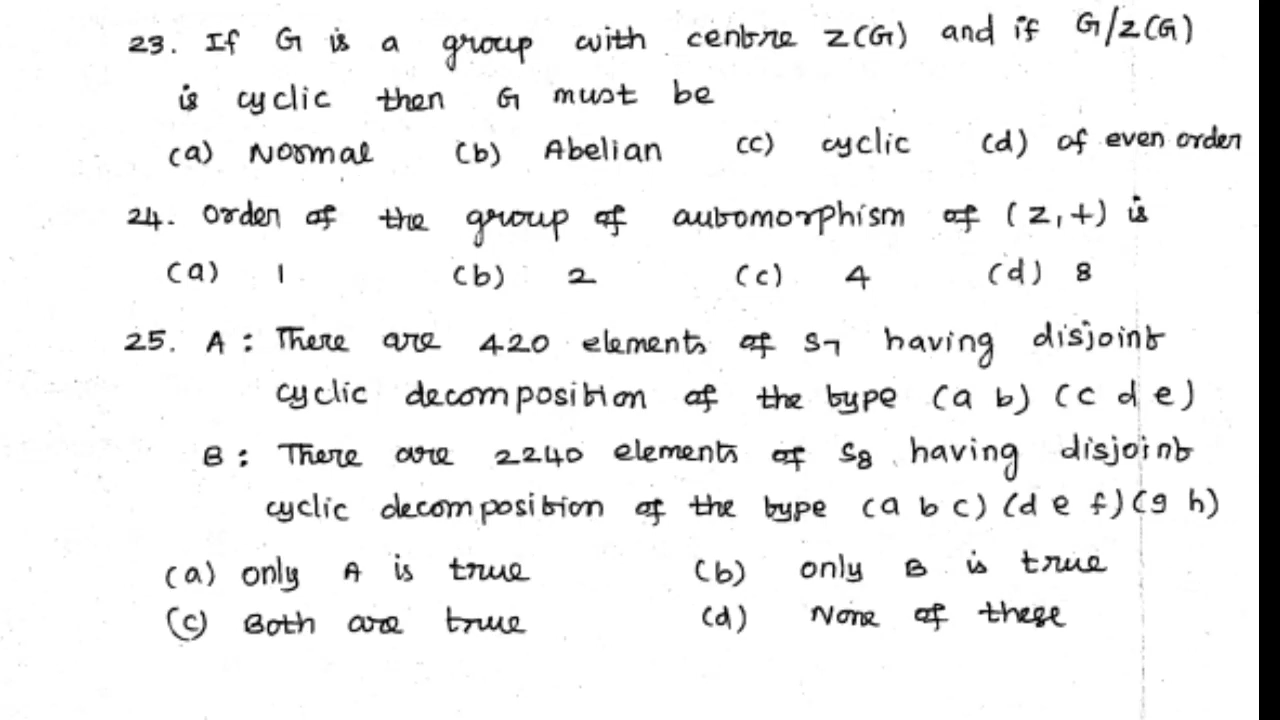 23. If G is a group with centre Z(G) and if G/Z(G)
is cyclic then G must be
(a) Normal (b) Abelian (c) cyclic (d) of even order
24. Order of the group of automorphism of (Z,+) is
(a) 1 (b) 2 (c) 4 (d) 8
25. A: There are 420 elements of S7 having disjoint
cyclic decomposition of the type (a b) (c d e)
B: There are 2240 elements of S8 having disjoint
cyclic decomposition of the type (a b c) (d e f) (g h)
(a) only A is true (b) only B is true
(c) Both are true (d) None of these